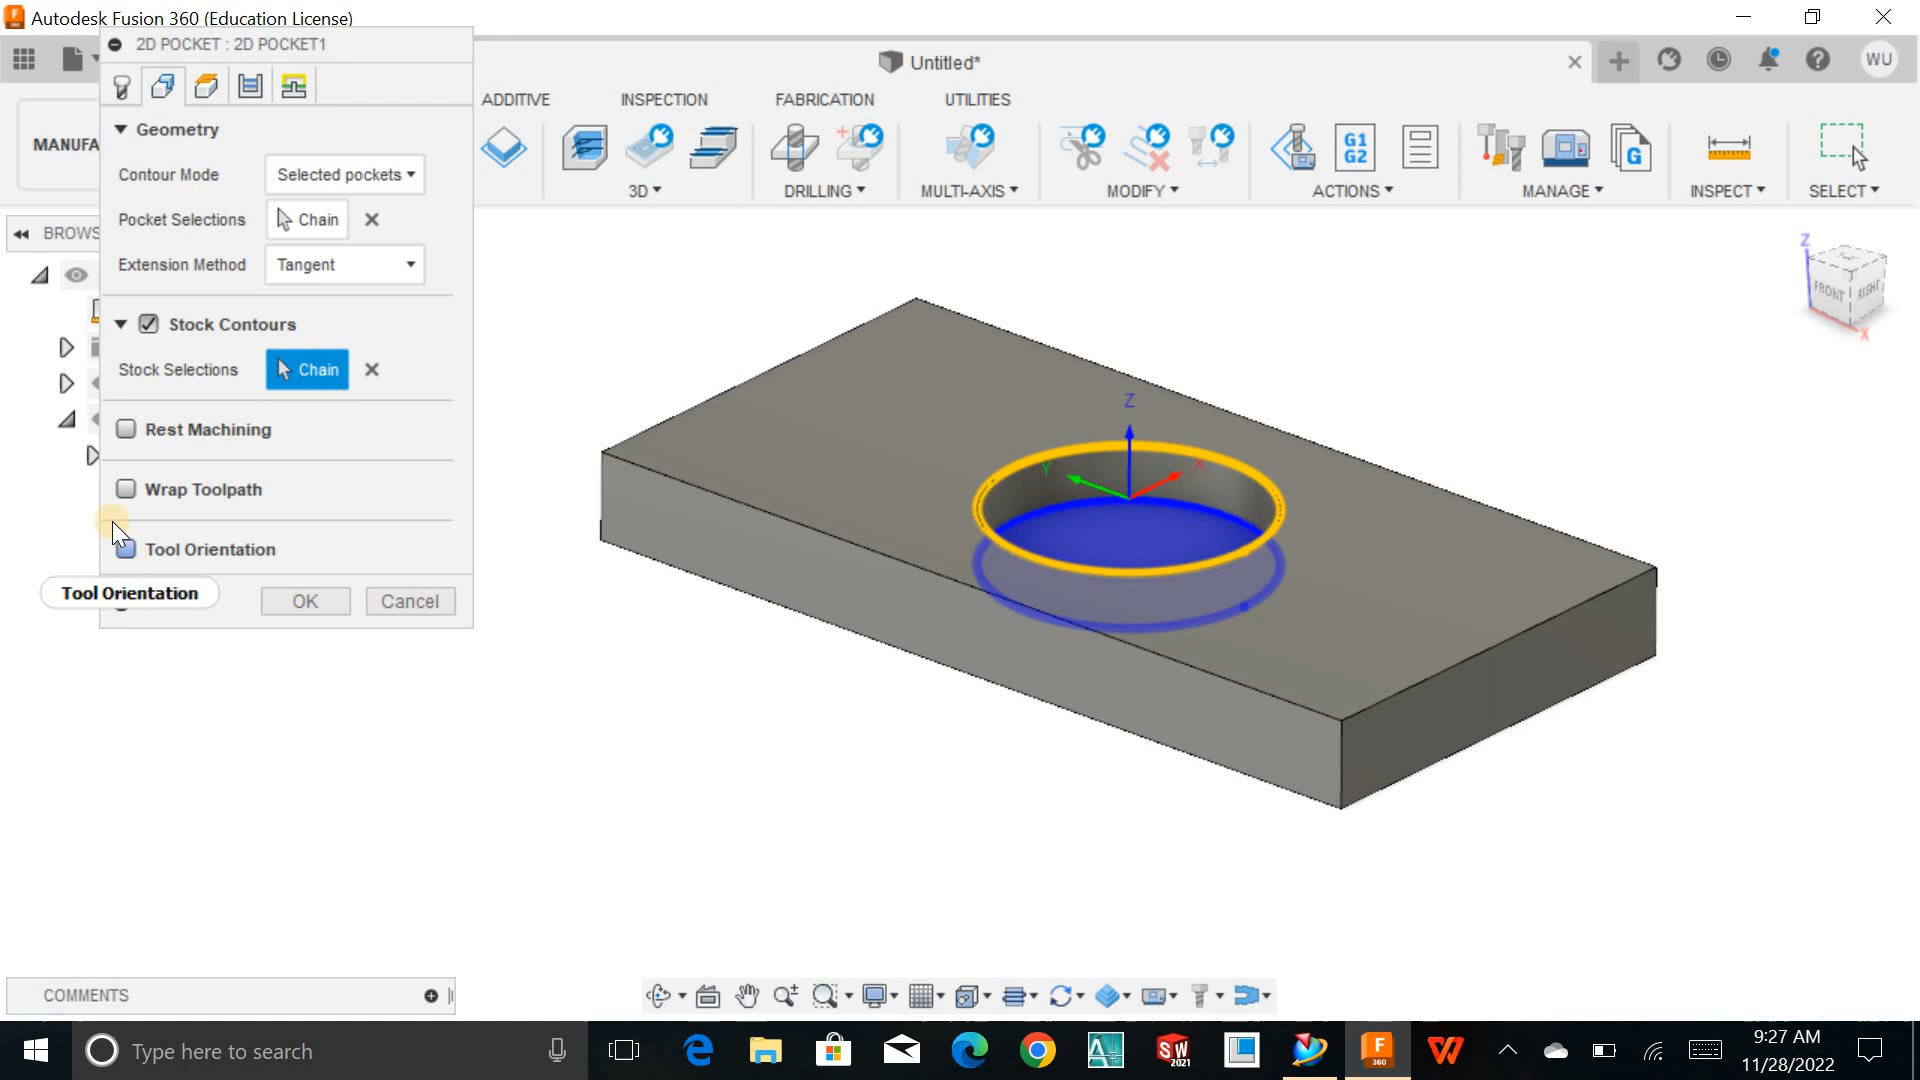 Autodesk Fusion 360 (Education License)
2D POCKET : 2D POCKET1
Untitled*
WU
ADDITIVE
INSPECTION
FABRICATION
UTILITIES
MANUFA
G1
G2
G
3D
DRILLING
MULTI-AXIS
MODIFY
ACTIONS
MANAGE
INSPECT
SELECT
Geometry
Contour Mode
Selected pockets
Pocket Selections
Chain
Extension Method
Tangent
Stock Contours
Stock Selections
Chain
Rest Machining
Wrap Toolpath
Tool Orientation
Tool Orientation
OK
Cancel
BROWS
Z
FRONT
RIGHT
X
Z
Y
X
COMMENTS
Type here to search
SW
2021
F
360
9:27 AM
11/28/2022